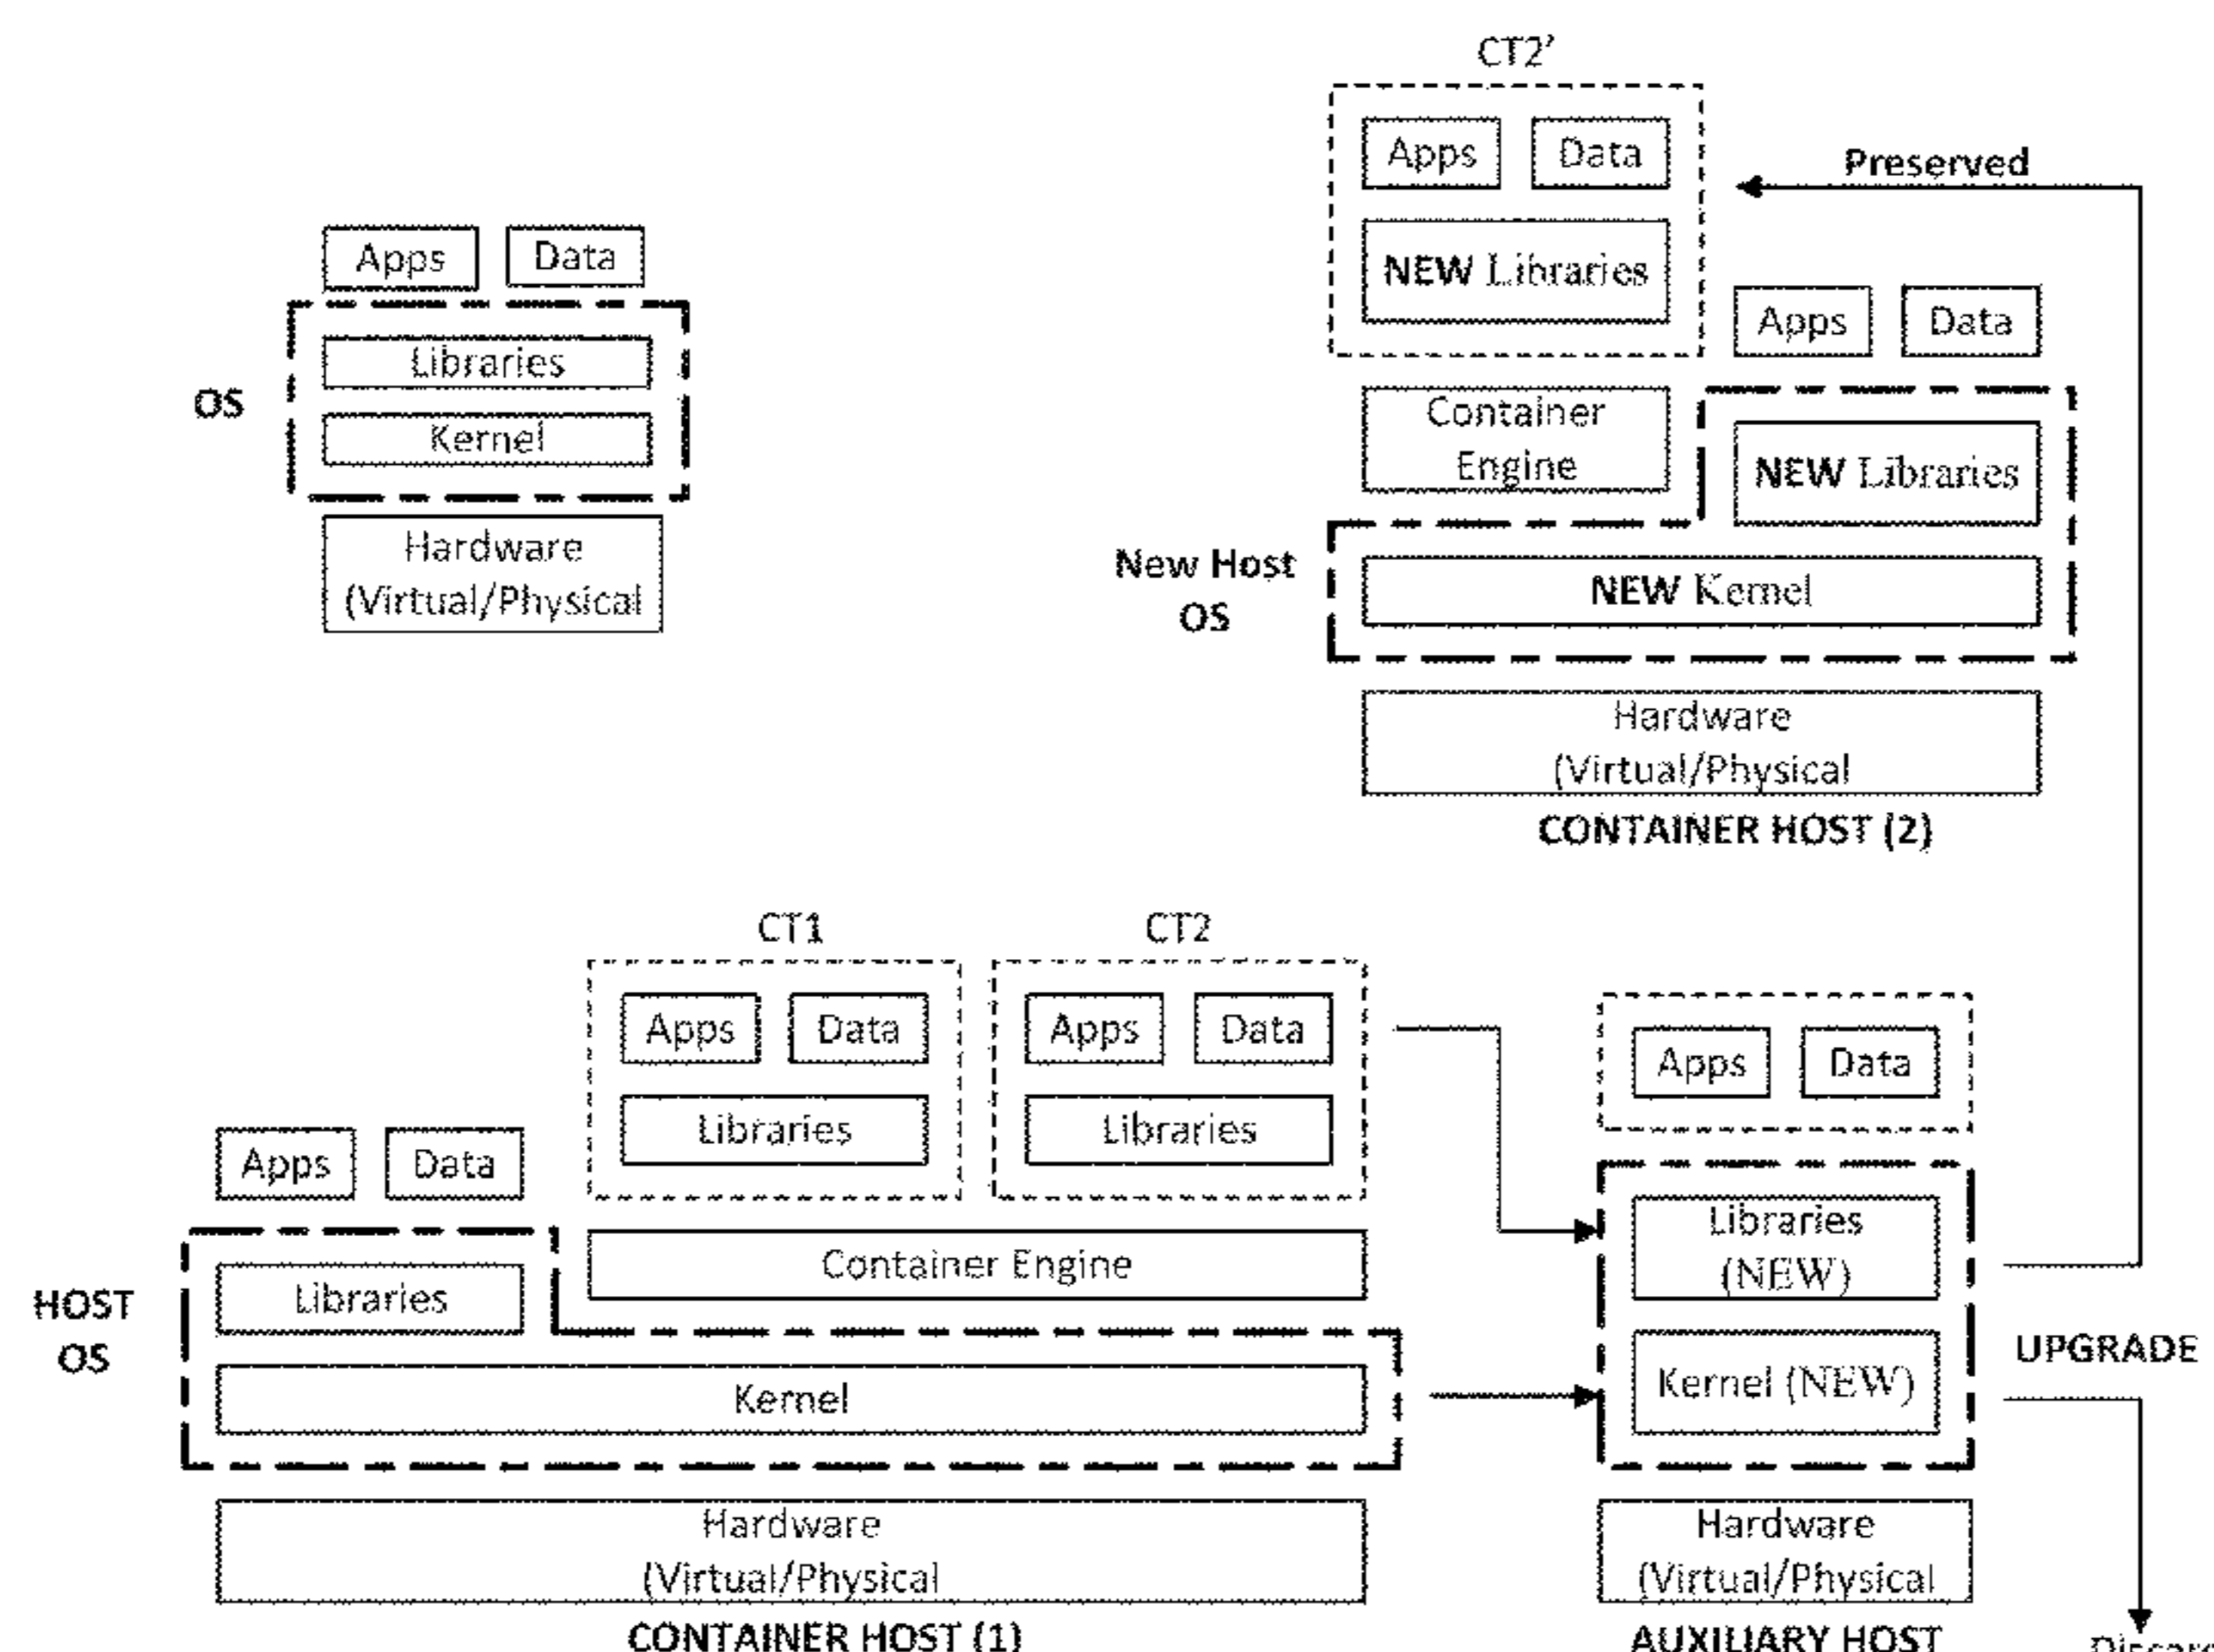 CT2’
Apps
Data
NEW Libraries
Preserved
Apps
Data
Container
Engine
NEW Libraries
New Host
OS
NEW Kernel
Hardware
(Virtual/Physical
CONTAINER HOST (2)
Apps
Data
OS
Libraries
Kernel
Hardware
(Virtual/Physical
CT1
CT2
Apps
Data
Apps
Data
Libraries
Libraries
Apps
Data
Container Engine
HOST
OS
Libraries
Kernel
Hardware
(Virtual/Physical
CONTAINER HOST (1)
Apps
Data
Libraries
(NEW)
Kernel (NEW)
UPGRADE
Hardware
(Virtual/Physical
AUXILIARY HOST